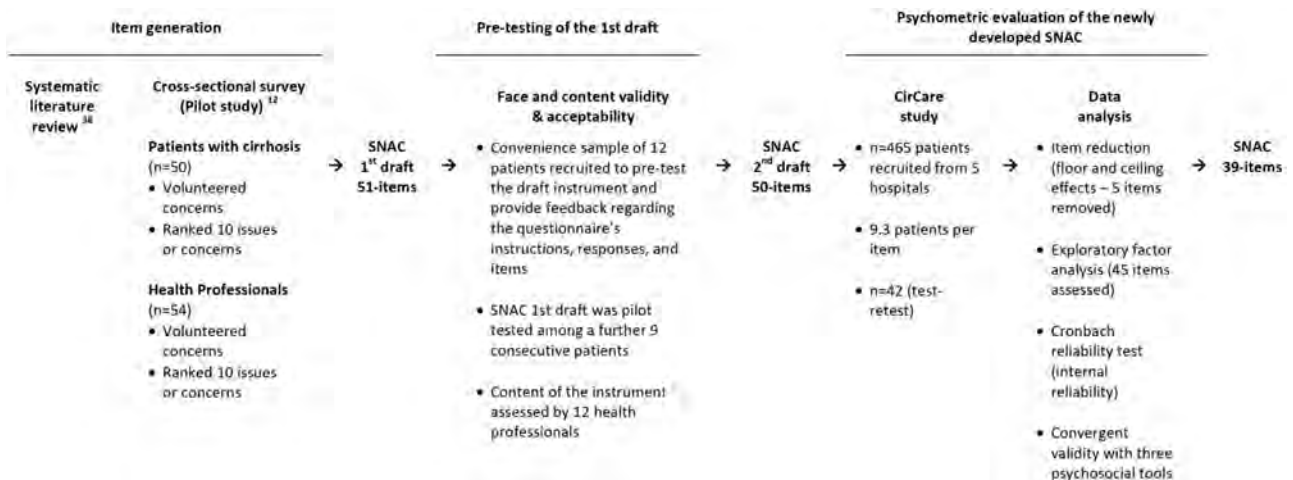 Item generation
Pre-testing of the 1st draft
Psychometric evaluation of the newly
developed SNAC
Systematic
literature
review 38
Cross-sectional survey
(Pilot study) 12
Patients with cirrhosis
(n=50)
• Volunteered
concerns
• Ranked 10 issues
or concerns
Health Professionals
(n=54)
• Volunteered
concerns
• Ranked 10 issues
or concerns
→ SNAC →
1st draft
51-items
Face and content validity
& acceptability
• Convenience sample of 12
patients recruited to pre-test
the draft instrument and
provide feedback regarding
the questionnaire's
instructions, responses, and
items
• SNAC 1st draft was pilot
tested among a further 9
consecutive patients
• Content of the instrument
assessed by 12 health
professionals
→ SNAC →
2nd draft
50-items
CirCare
study
• n=465 patients
recruited from 5
hospitals
• 9.3 patients per
item
• n=42 (test-
retest)
→
Data
analysis
• Item reduction
(floor and ceiling
effects – 5 items
removed)
• Exploratory factor
analysis (45 items
assessed)
• Cronbach
reliability test
(internal
reliability)
• Convergent
validity with three
psychosocial tools
→ SNAC
39-items